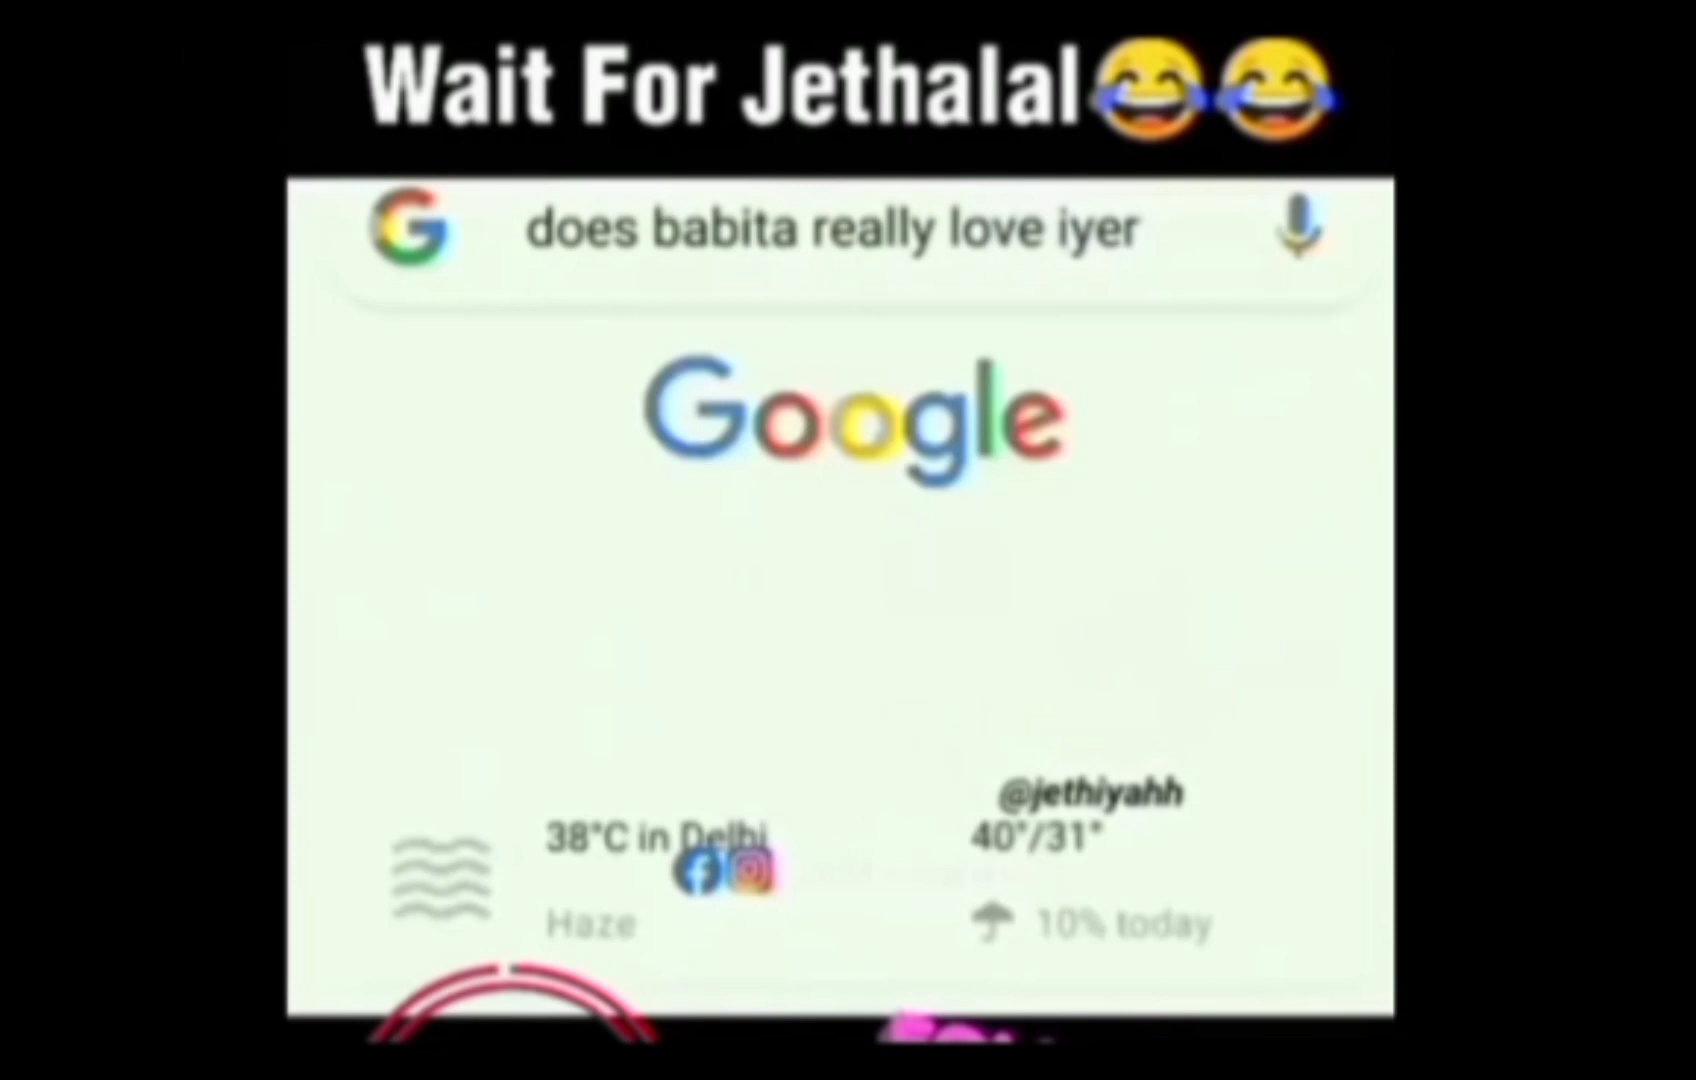 Wait For Jethalal😂😂
does babita really love iyer
Google
@jethiyahh
38°C in Delhi
40°/31°
Haze
10% today